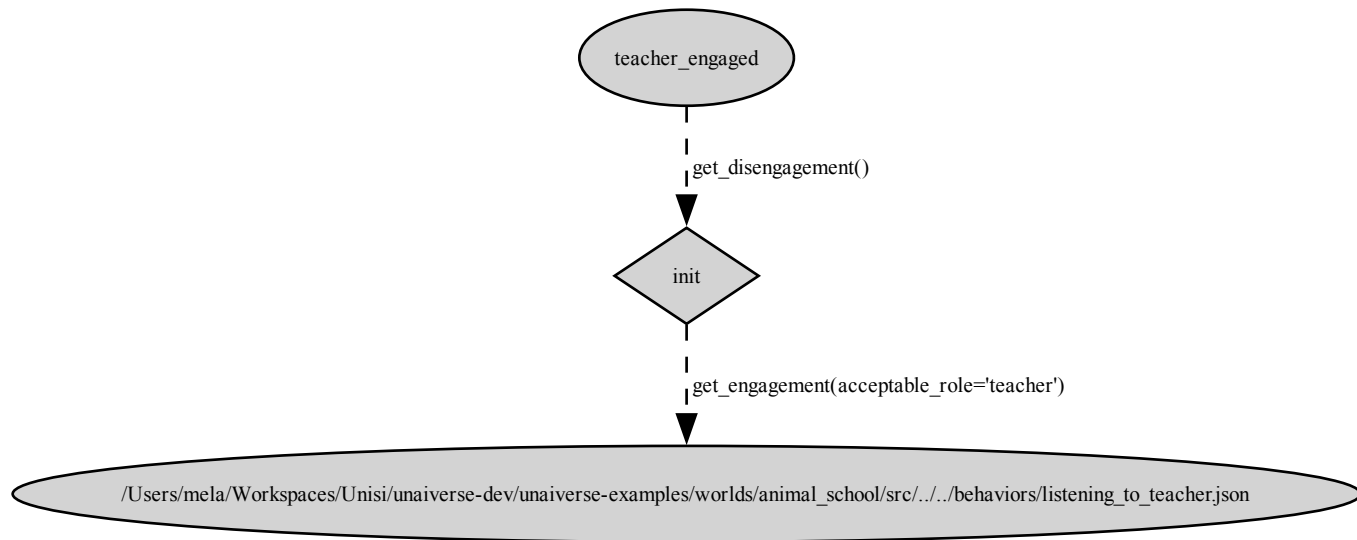 teacher_engaged
get_disengagement()
init
get_engagement(acceptable_role='teacher')
/Users/mela/Workspaces/Unisi/unaiverse-dev/unaiverse-examples/worlds/animal_school/src/../../behaviors/listening_to_teacher.json